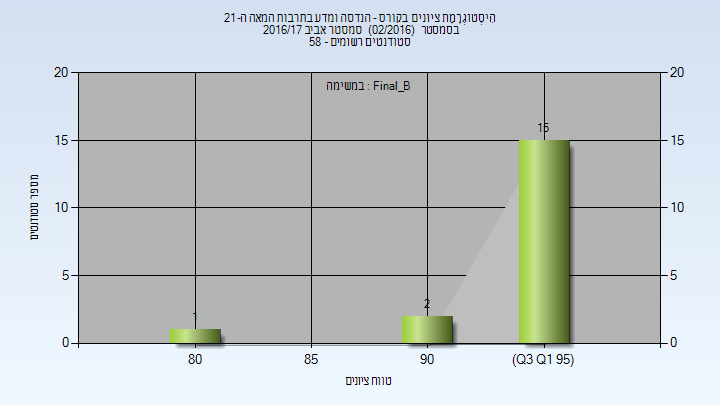 הִיסְטוֹגְרָמַת ציונים בקורס - הנדסה ומדע בתרבות המאה ה-21
בסמסטר (02/2016) סמסטר אביב 2016/17
סטודנטים רשומים - 58
במשימה : Final_B
20
20
15
15
15
10
10
5
5
2
1
0
0
80
85
90
(Q3 Q1 95)
מספר סטודנטים
טווח ציונים